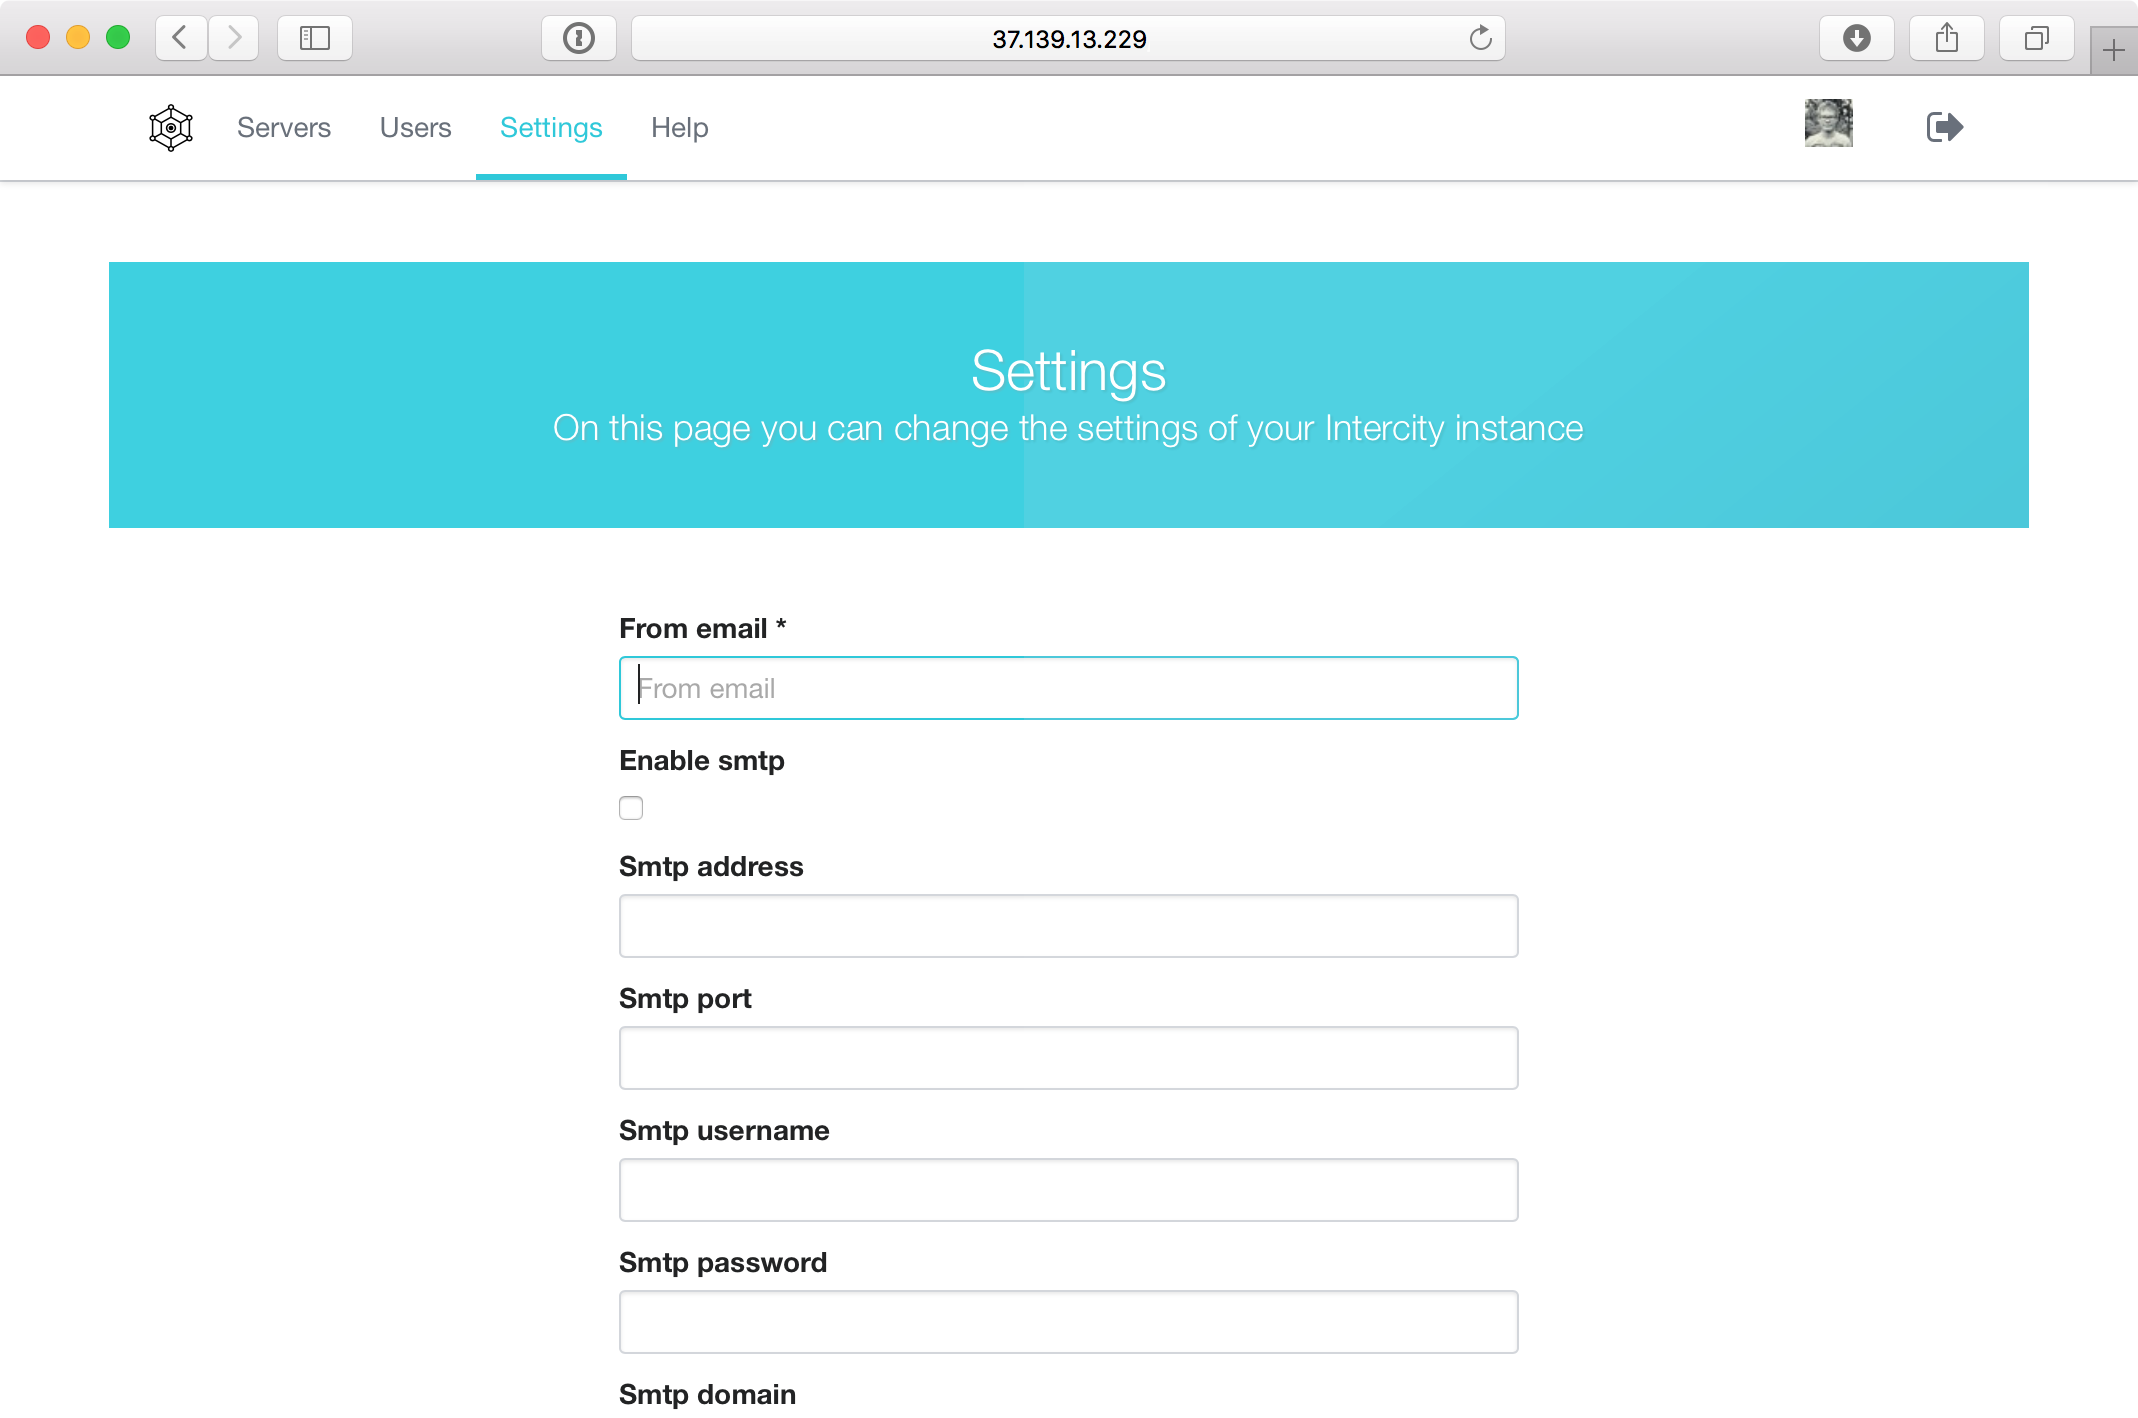 37.139.13.229
Servers Users Settings Help
Settings
On this page you can change the settings of your Intercity instance
From email *
From email
Enable smtp
Smtp address
Smtp port
Smtp username
Smtp password
Smtp domain